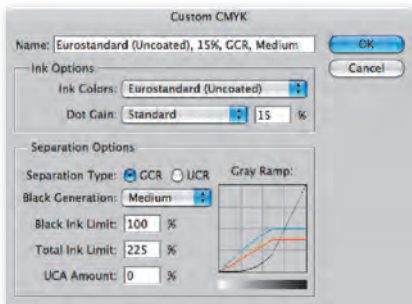 Custom CMYK
Name: Eurostandard (Uncoated), 15%, GCR, Medium
OK
Cancel
Ink Options
Ink Colors: Eurostandard (Uncoated)
Dot Gain: Standard 15 %
Separation Options
Separation Type: GCR UCR
Gray Ramp:
Black Generation: Medium
Black Ink Limit: 100 %
Total Ink Limit: 225 %
UCA Amount: 0 %